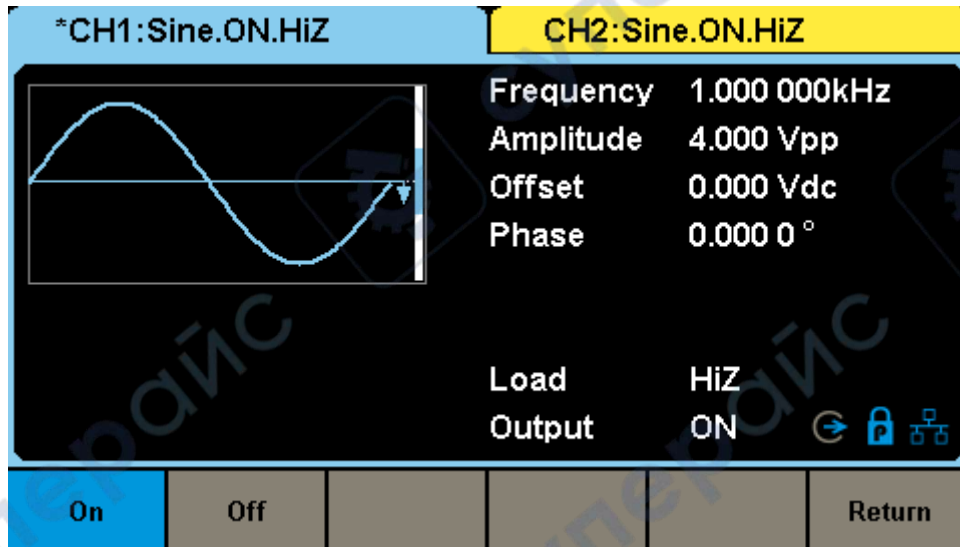 *CH1:Sine.ON.HiZ
CH2:Sine.ON.HiZ
Frequency 1.000 000kHz
Amplitude 4.000 Vpp
Offset 0.000 Vdc
Phase 0.000 0 °
Load HiZ
Output ON
P
On Off Return